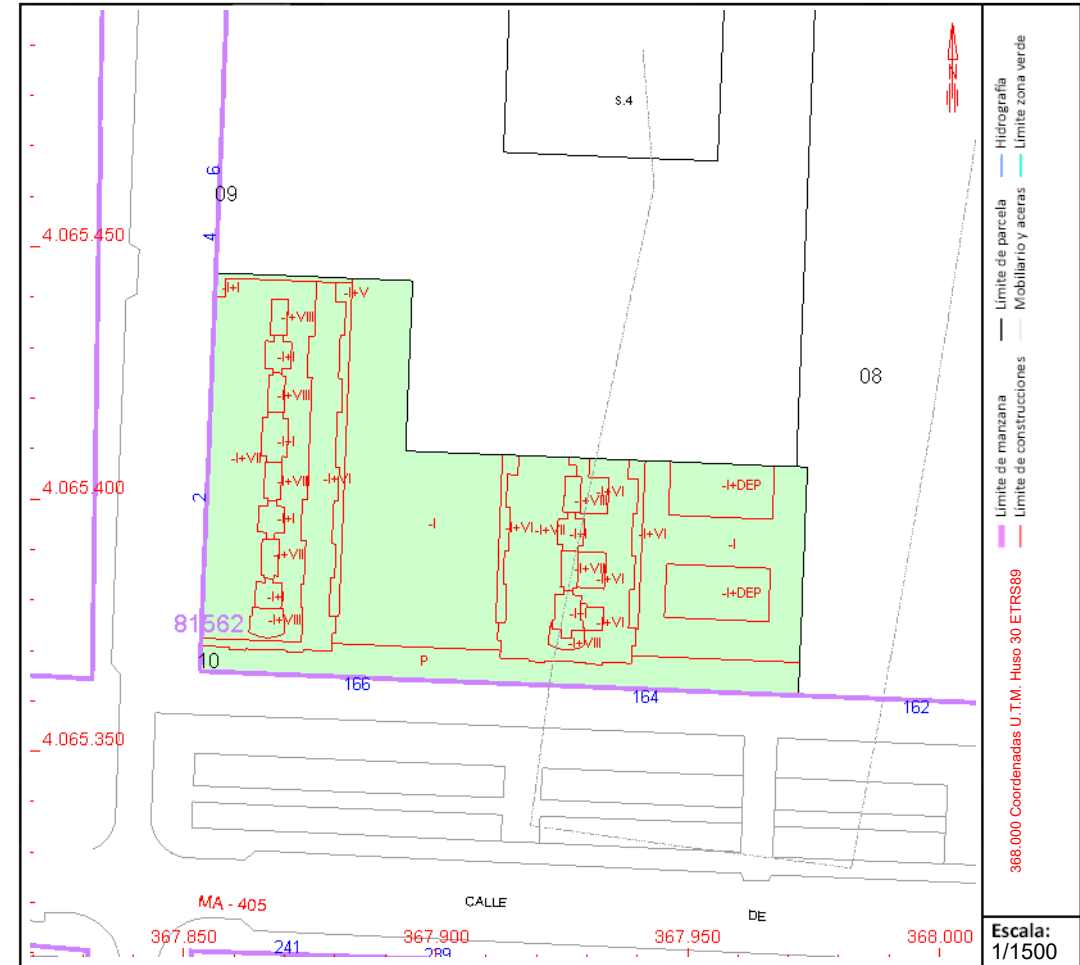 S.4
6
09
4
4.065.450
-I+I
-I+V
-I+VIII
-I+I
08
-I+VIII
-I+I
-I+VII
-I+VIII
-I+VI
4.065.400
2
-I+DEP
-I+VI
-I+VIII
-I+I
-I
-I+VI
-I+VII
-I+I
-I+VI
-I
-I+VII
-I+VII
-I+VI
-I+I
-I+DEP
-I+I
-I+VIII
-I+VI
81562
-I+VIII
10
P
166
164
162
4.065.350
MA - 405
CALLE
DE
367.850
367.900
367.950
368.000
241
289
N
Límite de manzana
Límite de parcela
Hidrografía
Límite de construcciones
Mobiliario y aceras
Límite zona verde
368.000 Coordenadas U.T.M. Huso 30 ETRS89
Escala:
1/1500